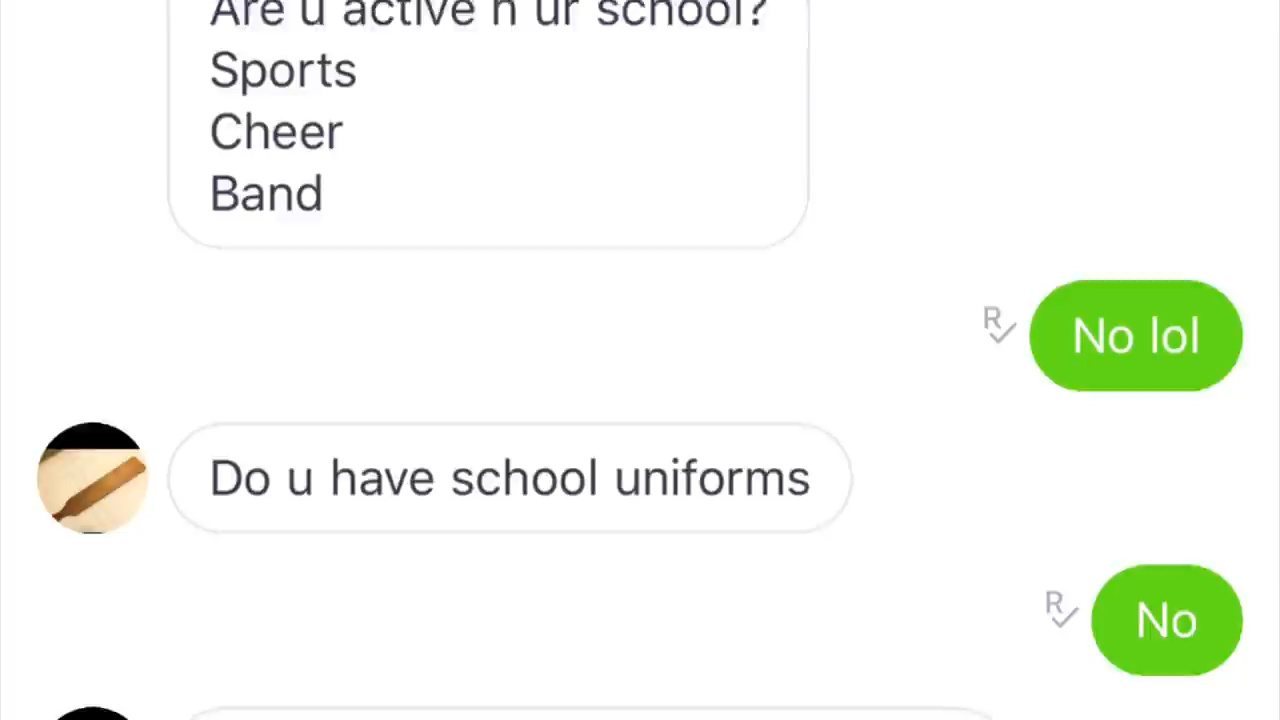 Are u active n ur school?
Sports
Cheer
Band
R
No lol
Do u have school uniforms
R
No